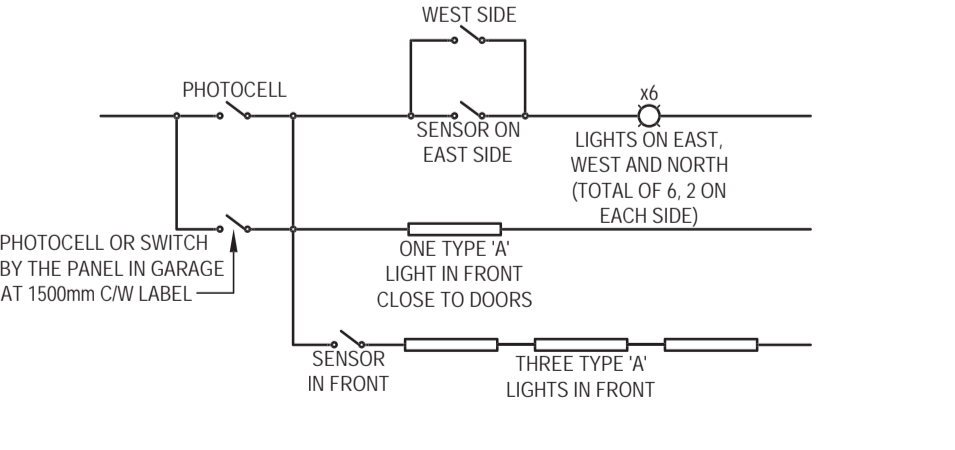 WEST SIDE
PHOTOCELL
x6
SENSOR ON
EAST SIDE
LIGHTS ON EAST,
WEST AND NORTH
(TOTAL OF 6, 2 ON
EACH SIDE)
PHOTOCELL OR SWITCH
BY THE PANEL IN GARAGE
AT 1500mm C/W LABEL
ONE TYPE 'A'
LIGHT IN FRONT
CLOSE TO DOORS
SENSOR
IN FRONT
THREE TYPE 'A'
LIGHTS IN FRONT